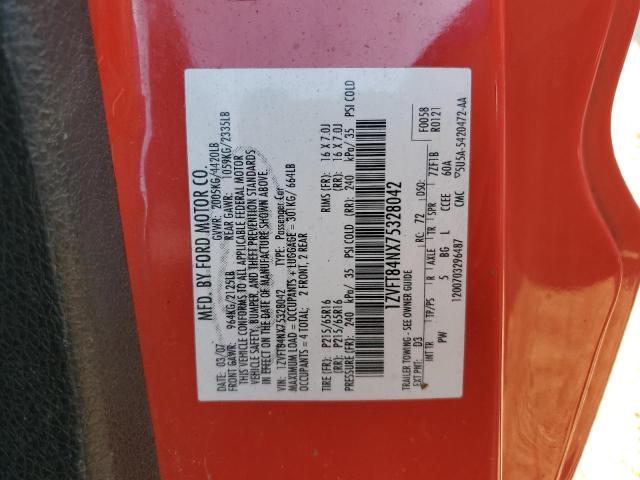 MFD. BY FORD MOTOR CO.
DATE: 03/07 GVWR: 2005KG/4420LB
FRONT GAWR: 964KG/2125LB REAR GAWR: 1059KG/2335LB
THIS VEHICLE CONFORMS TO ALL APPLICABLE FEDERAL MOTOR
VEHICLE SAFETY, BUMPER, AND THEFT PREVENTION STANDARDS
IN EFFECT ON THE DATE OF MANUFACTURE SHOWN ABOVE.
VIN: 1ZVFT84NX75328042 TYPE: Passenger Car
MAXIMUM LOAD = OCCUPANTS + LUGGAGE = 301KG/ 664LB
OCCUPANTS = 4 TOTAL; 2 FRONT, 2 REAR
TIRE (FR): P215/65R16 RIMS (FR): 16 X 7.0J
(RR): P215/65R16 (RR): 16 X 7.0J
PRESSURE (FR): 240 kPa/ 35 PSI COLD (RR): 240 kPa/ 35 PSI COLD
1ZVFT84NX75328042
TRAILER TOWING - SEE OWNER GUIDE F0058
EXT PNT: D3 RC: 72 DSO: R0121
INT TR TP/PS R AXLE TR SPR
PW 5 BG L CCEE 60A
1200703296487 CMC 5U5A-5420472-AA